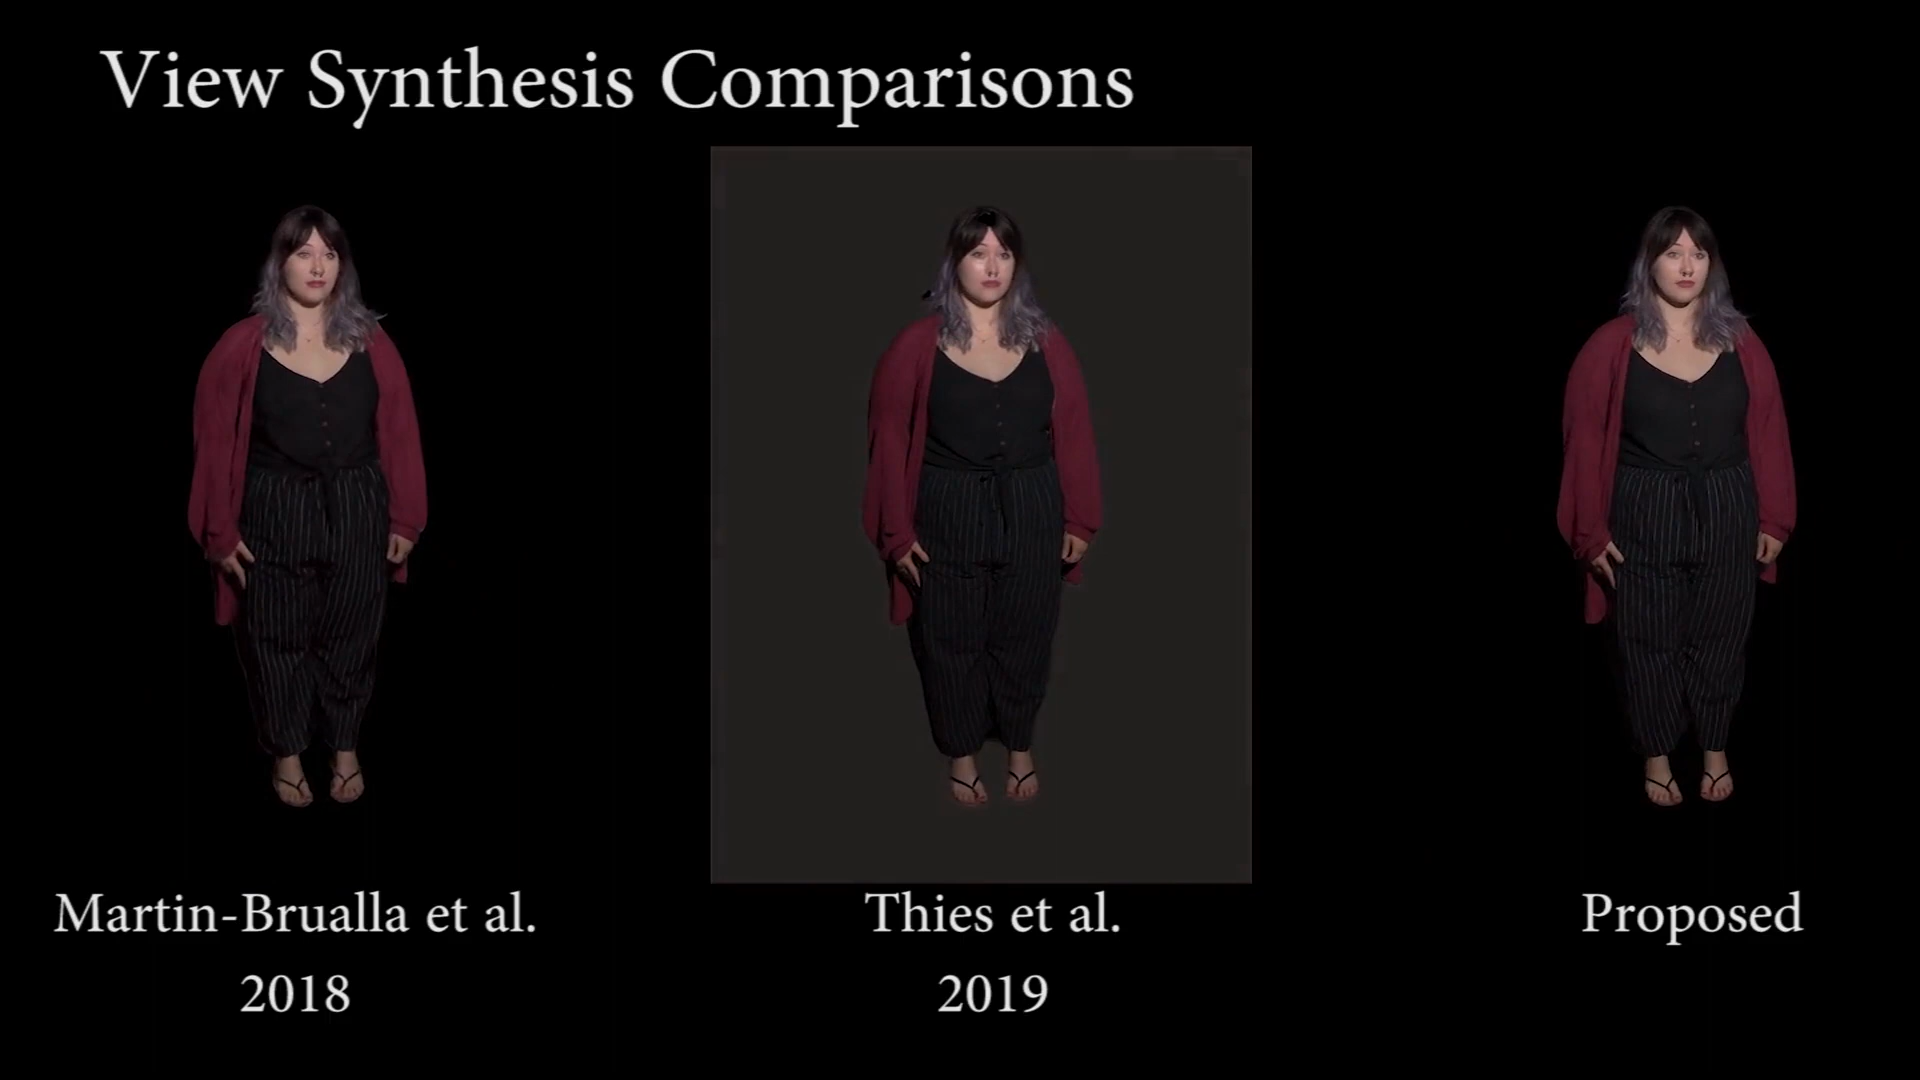 View Synthesis Comparisons
Martin-Brualla et al.
2018
Thies et al.
2019
Proposed